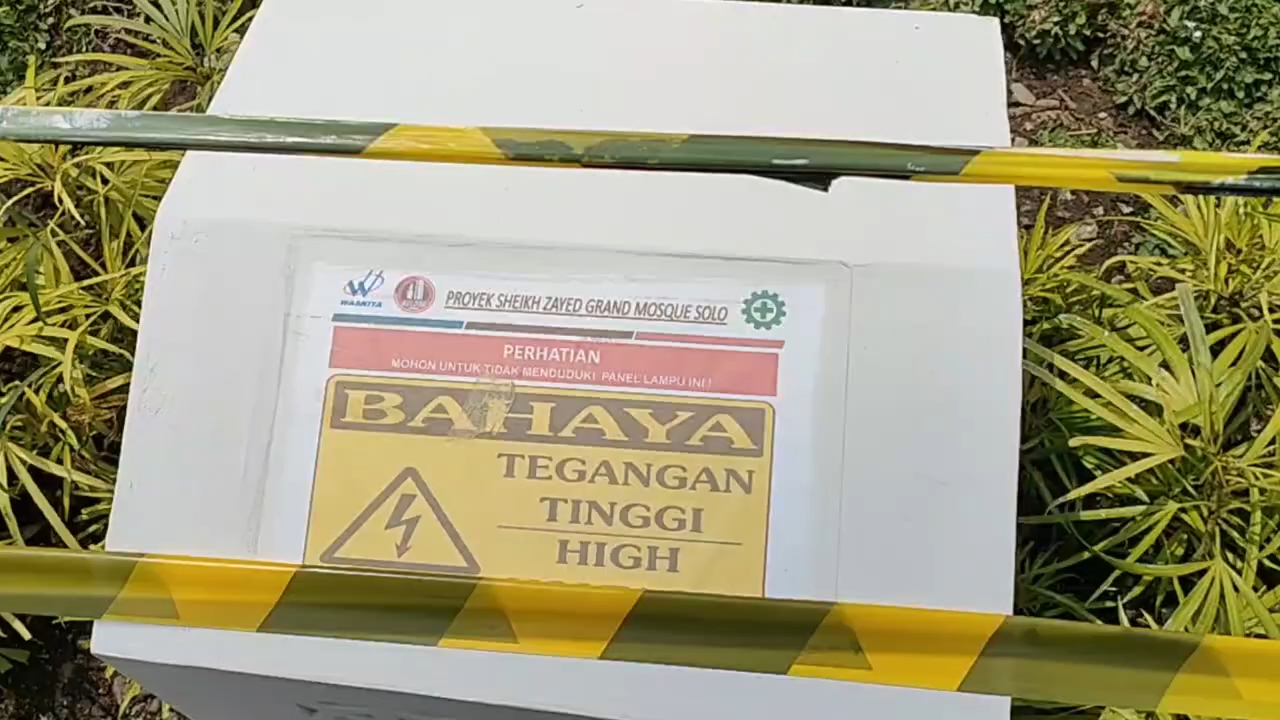 WASKITA
PROYEK SHEIKH ZAYED GRAND MOSQUE SOLO
PERHATIAN
MOHON UNTUK TIDAK MENDUDUKI PANEL LAMPU INI !
BAHAYA
TEGANGAN
TINGGI
HIGH